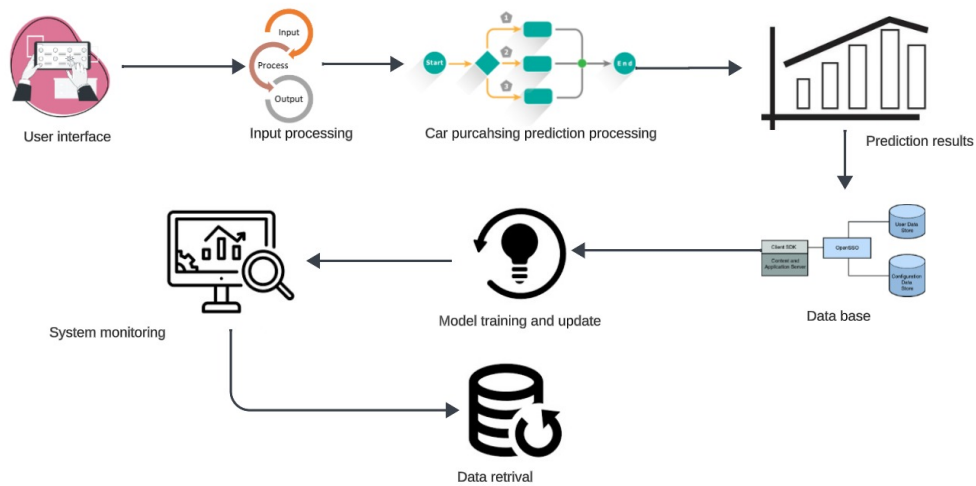 Input
Process
Output
1
2
3
Start
End
User interface
Input processing
Car purcahsing prediction processing
Prediction results
User Data
Store
Client SDK
OpenSSO
Context and
Application Server
Configuration
Data
Store
Data base
Model training and update
System monitoring
Data retrival